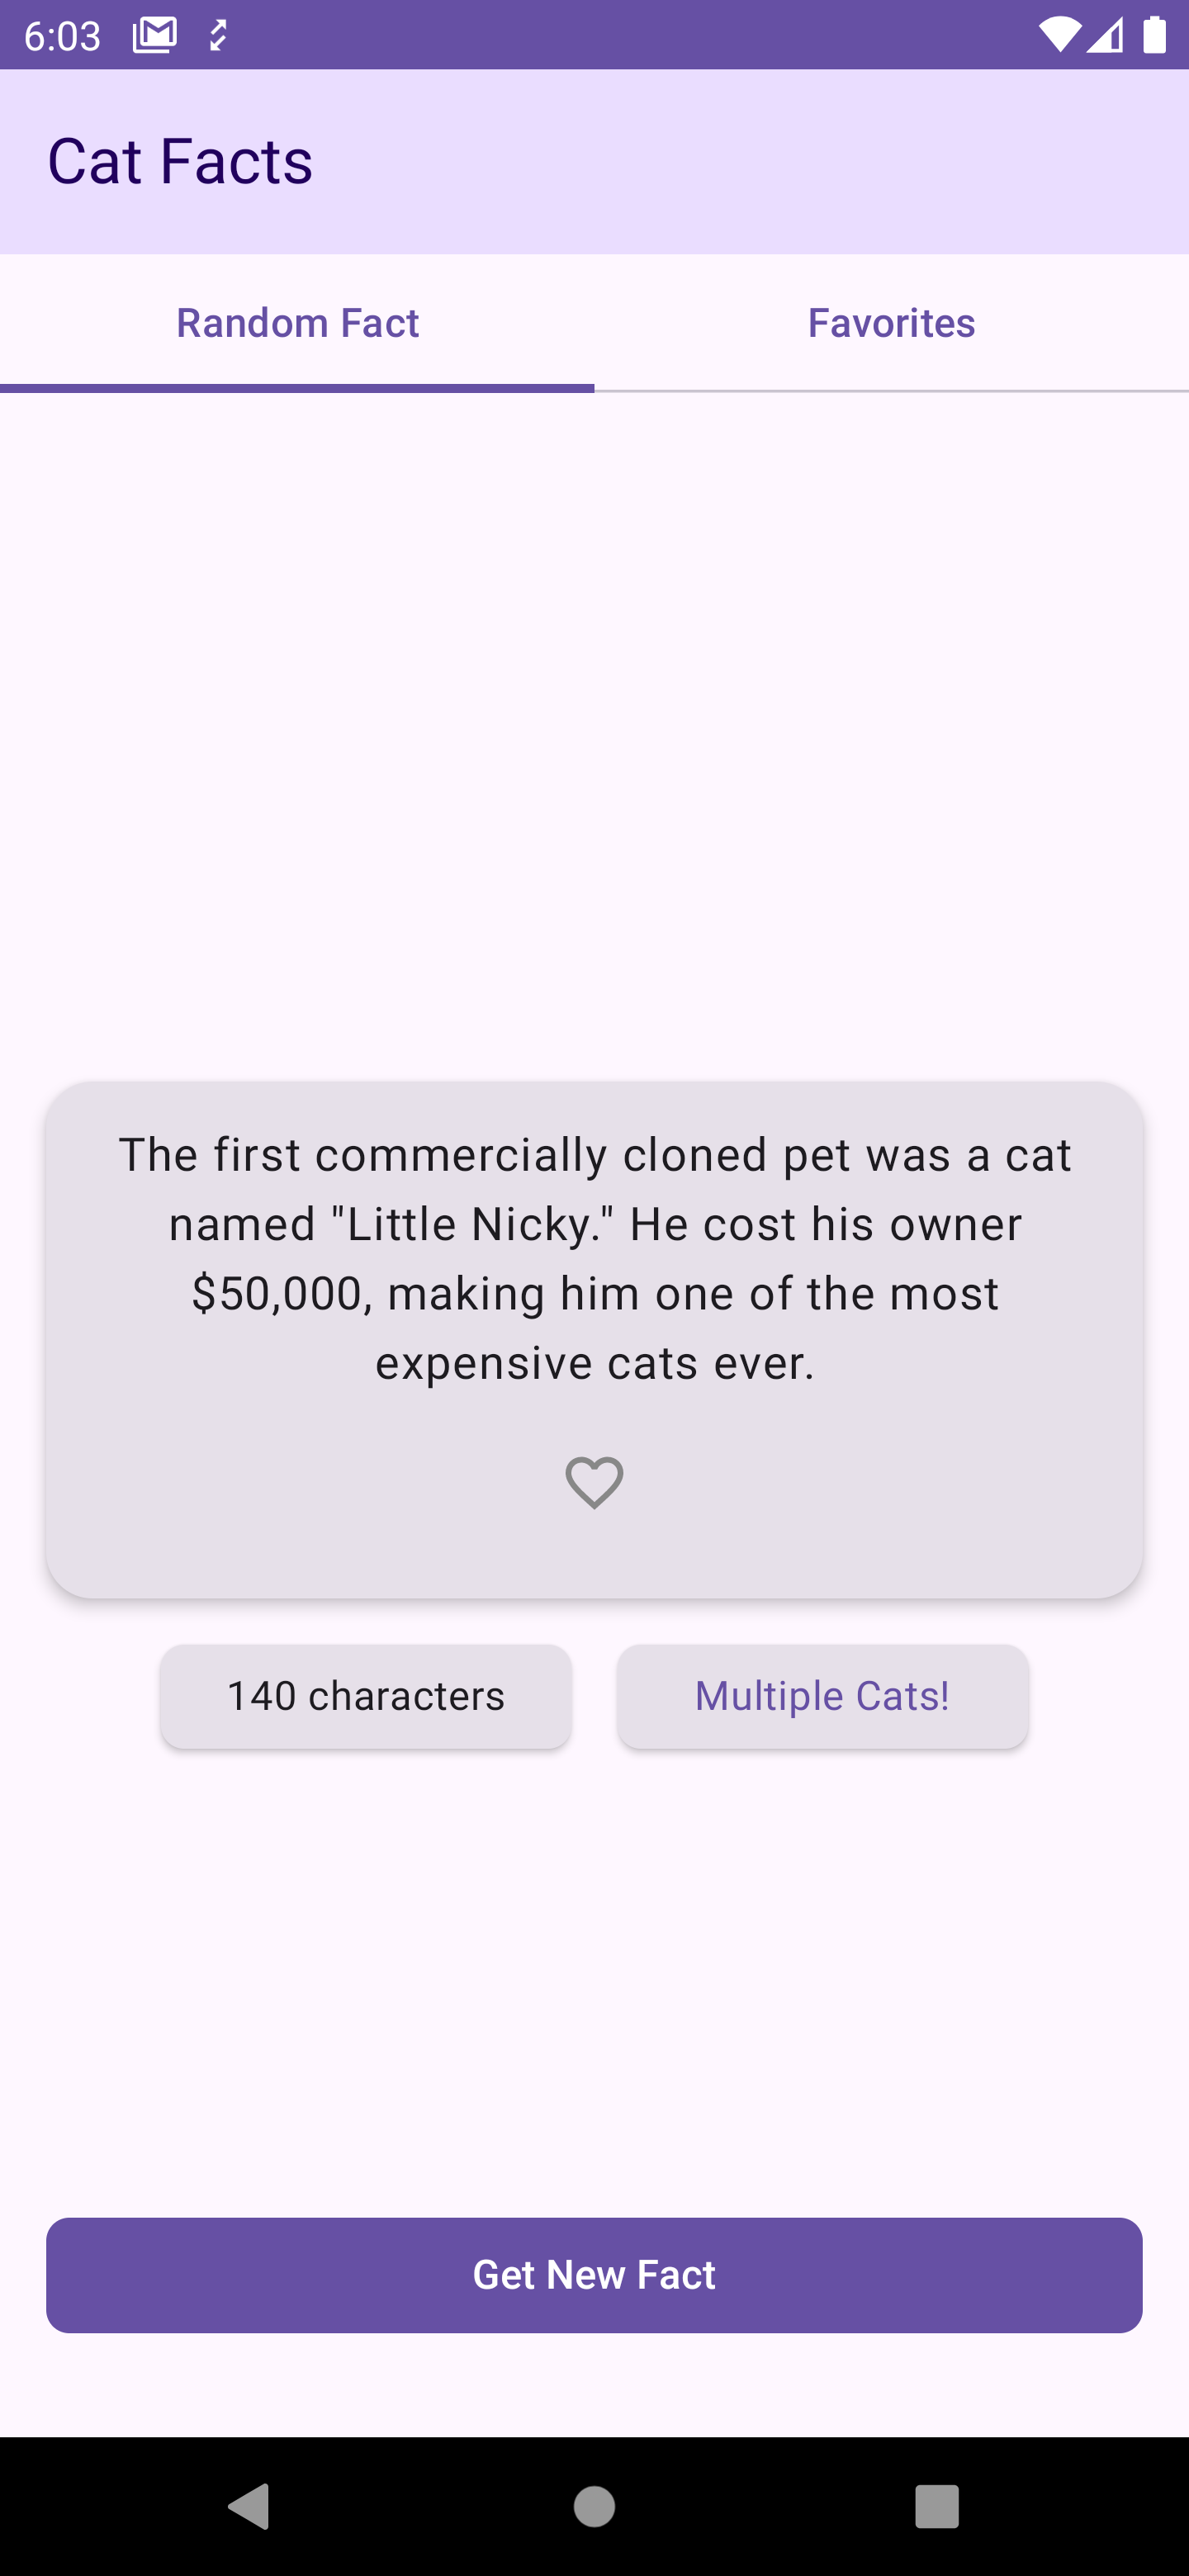 6:03
Cat Facts
Random Fact
Favorites
The first commercially cloned pet was a cat
named "Little Nicky." He cost his owner
$50,000, making him one of the most
expensive cats ever.
140 characters
Multiple Cats!
Get New Fact